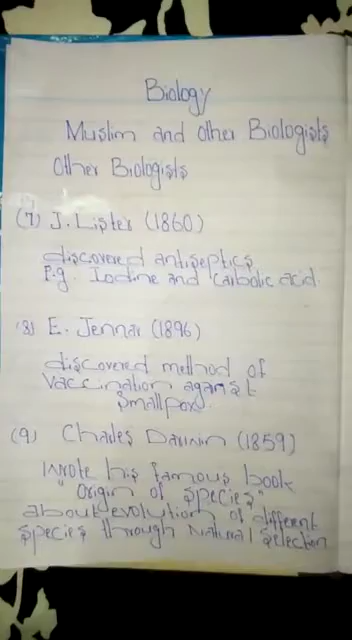 Biology
Muslim and other Biologists
Other Biologists
(7) J. Lister (1860)
discovered antiseptics
e.g. Iodine and Carbolic acid.
(8) E. Jennar (1896)
discovered method of
vaccination against
Smallpox.
(9) Charles Darwin (1859)
Wrote his famous book
"Origin of species"
about evolution of different
species through Natural Selection